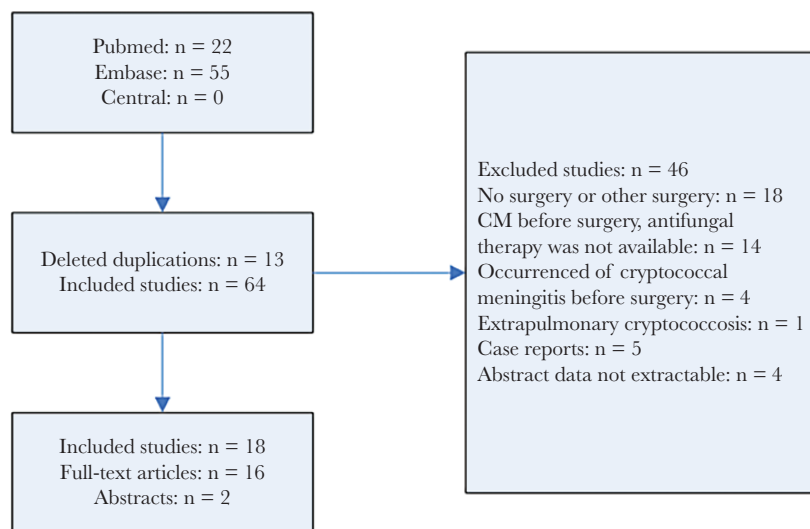 Pubmed: n = 22
Embase: n = 55
Central: n = 0
Deleted duplications: n = 13
Included studies: n = 64
Excluded studies: n = 46
No surgery or other surgery: n = 18
CM before surgery, antifungal
therapy was not available: n = 14
Occurrenced of cryptococcal
meningitis before surgery: n = 4
Extrapulmonary cryptococcosis: n = 1
Case reports: n = 5
Abstract data not extractable: n = 4
Included studies: n = 18
Full-text articles: n = 16
Abstracts: n = 2